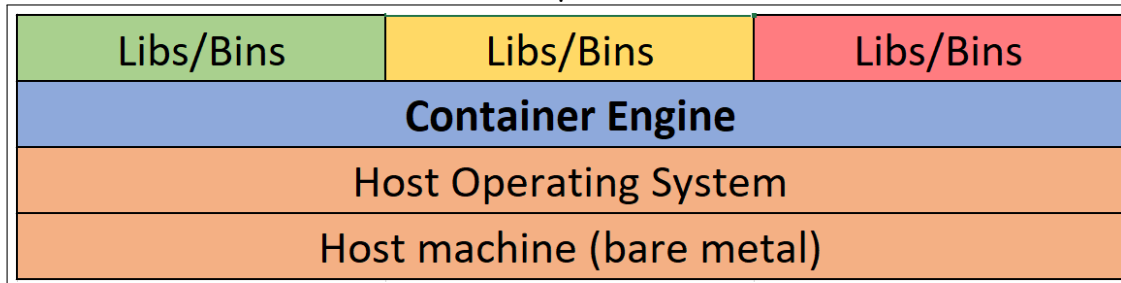 Libs/Bins Libs/Bins Libs/Bins
Container Engine
Host Operating System
Host machine (bare metal)